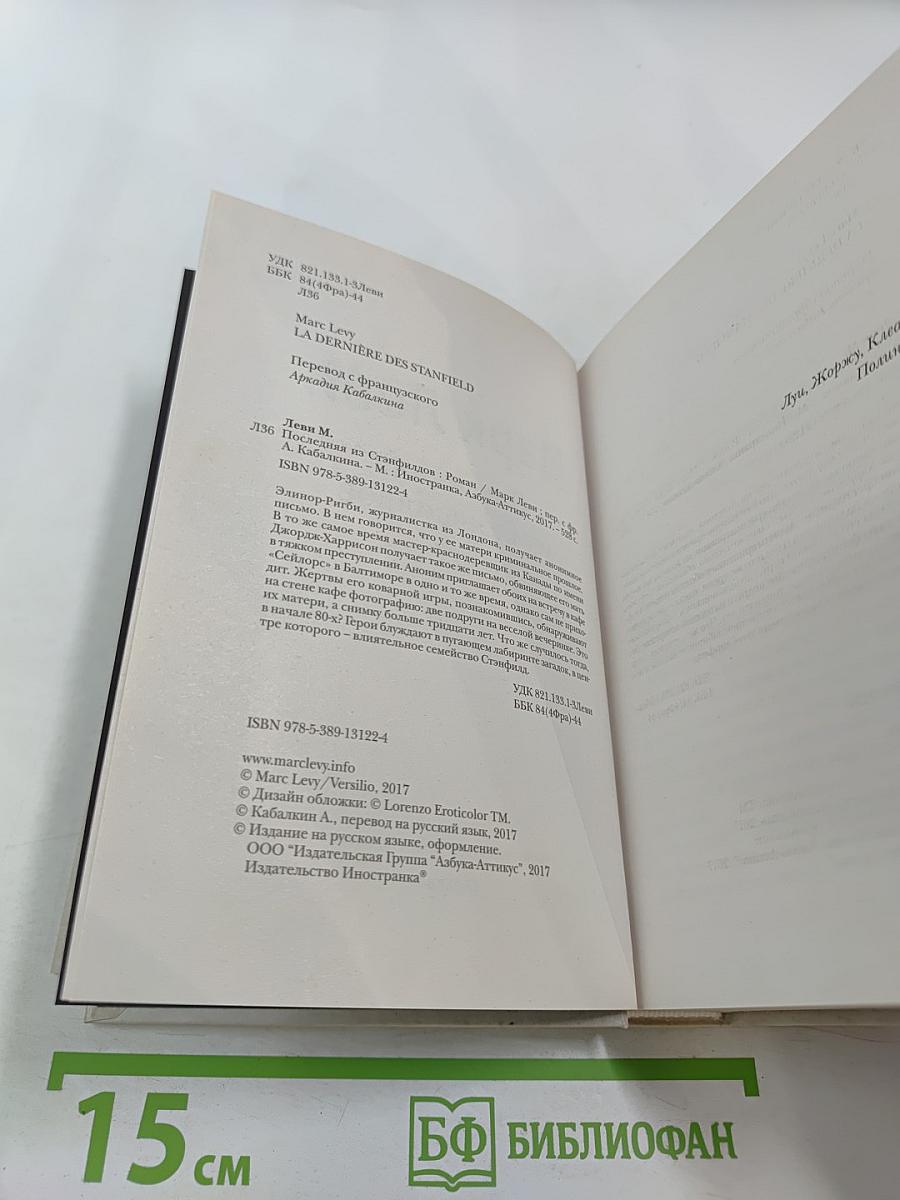 УДК 821.133.1-3Леви
ББК 84(4Фра)-44
Л36
Marc Levy
LA DERNIÈRE DES STANFIELD
Перевод с французского
Аркадия Кабалкина
Леви М.
Л36 Последняя из Стэнфилдов : Роман / Марк Леви ; пер. с фр.
А. Кабалкина. – М. : Иностранка, Азбука-Аттикус, 2017. – 528 с.
ISBN 978-5-389-13122-4
Элинор-Ригби, журналистка из Лондона, получает анонимное
письмо. В нем говорится, что у ее матери криминальное прошлое.
В то же самое время мастер-краснодеревщик из Канады по имени
Джордж-Харрисон получает такое же письмо, обвиняющее его мать
в тяжком преступлении. Аноним приглашает обоих на встречу в кафе
«Сейлорс» в Балтиморе в одно и то же время, однако сам не прихо-
дит. Жертвы его коварной игры, познакомившись, обнаруживают
на стене кафе фотографию: две подруги на веселой вечеринке. Это
их матери, а снимку больше тридцати лет. Что же случилось тогда,
в начале 80-х? Герои блуждают в пугающем лабиринте загадок, в цен-
тре которого – влиятельное семейство Стэнфилд.
УДК 821.133.1-3Леви
ББК 84(4Фра)-44
ISBN 978-5-389-13122-4
www.marclevy.info
© Marc Levy/Versilio, 2017
© Дизайн обложки: © Lorenzo Eroticolor TM.
© Кабалкин А., перевод на русский язык, 2017
© Издание на русском языке, оформление.
ООО "Издательская Группа "Азбука-Аттикус", 2017
Издательство Иностранка®
Луи, Жоржу, Клеа
Полин
15 см
БФ БИБЛИОФАН